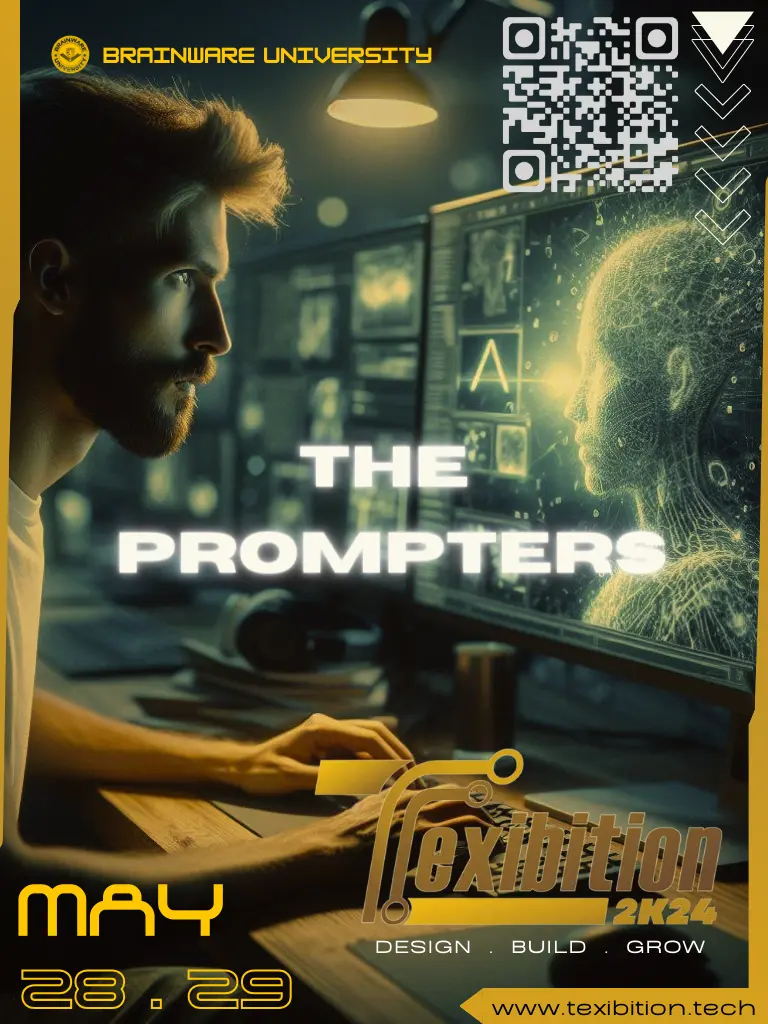 BRAINWARE UNIVERSITY
THE
PROMPTERS
Texibition
2K24
DESIGN . BUILD . GROW
MAY
28 . 29
www.texibition.tech